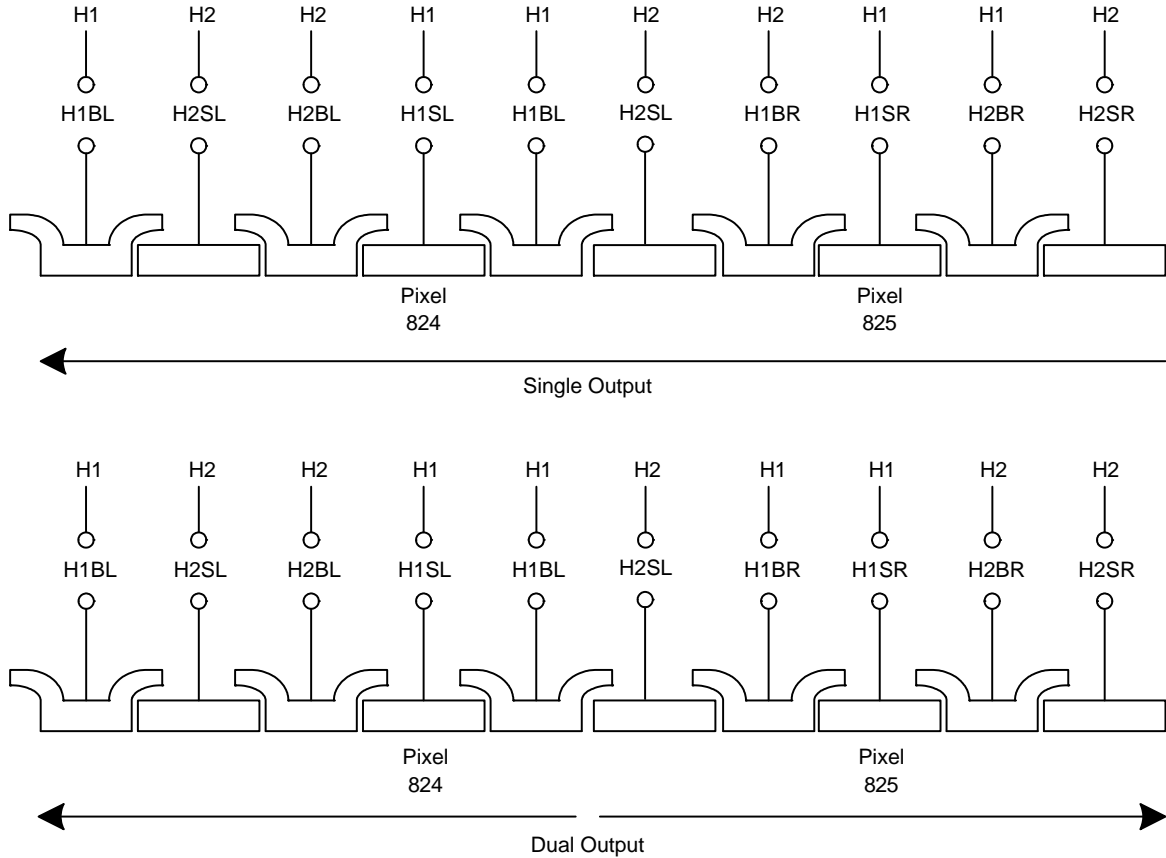 H1 H2 H2 H1 H1 H2 H1 H1 H1 H2
H1BL H2SL H2BL H1SL H1BL H2SL H1BR H1SR H2BR H2SR
Pixel Pixel
824 825
Single Output
H1 H2 H2 H1 H1 H2 H1 H1 H2 H2
H1BL H2SL H2BL H1SL H1BL H2SL H1BR H1SR H2BR H2SR
Pixel Pixel
824 825
Dual Output